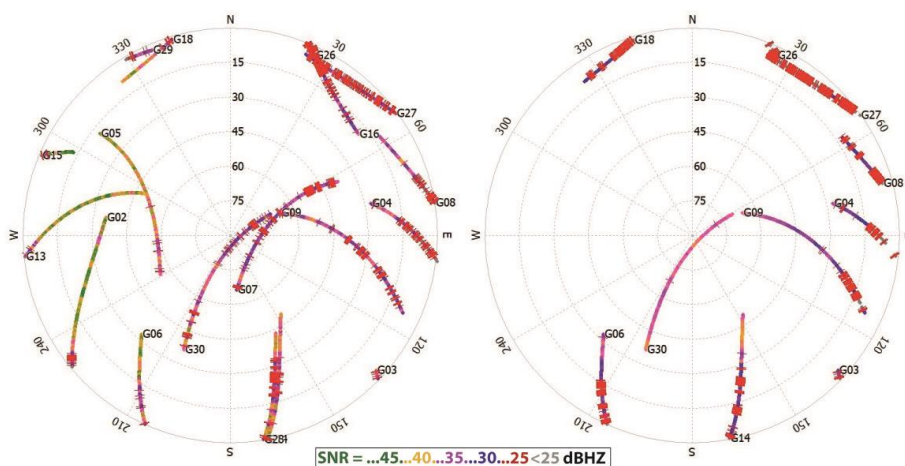 N
330
30
G18
G29
G26
15
30
G27
60
300
G05
G16
45
G15
60
G02
75
G09
G04
G08
W
E
G13
G07
G06
G30
240
120
G03
210
150
S
N
330
30
G18
G26
15
30
G27
60
300
45
G08
60
75
G09
G04
W
G06
G30
240
120
G03
210
150
G14
S
SNR = ...45...40...35...30...25<25 dBHZ